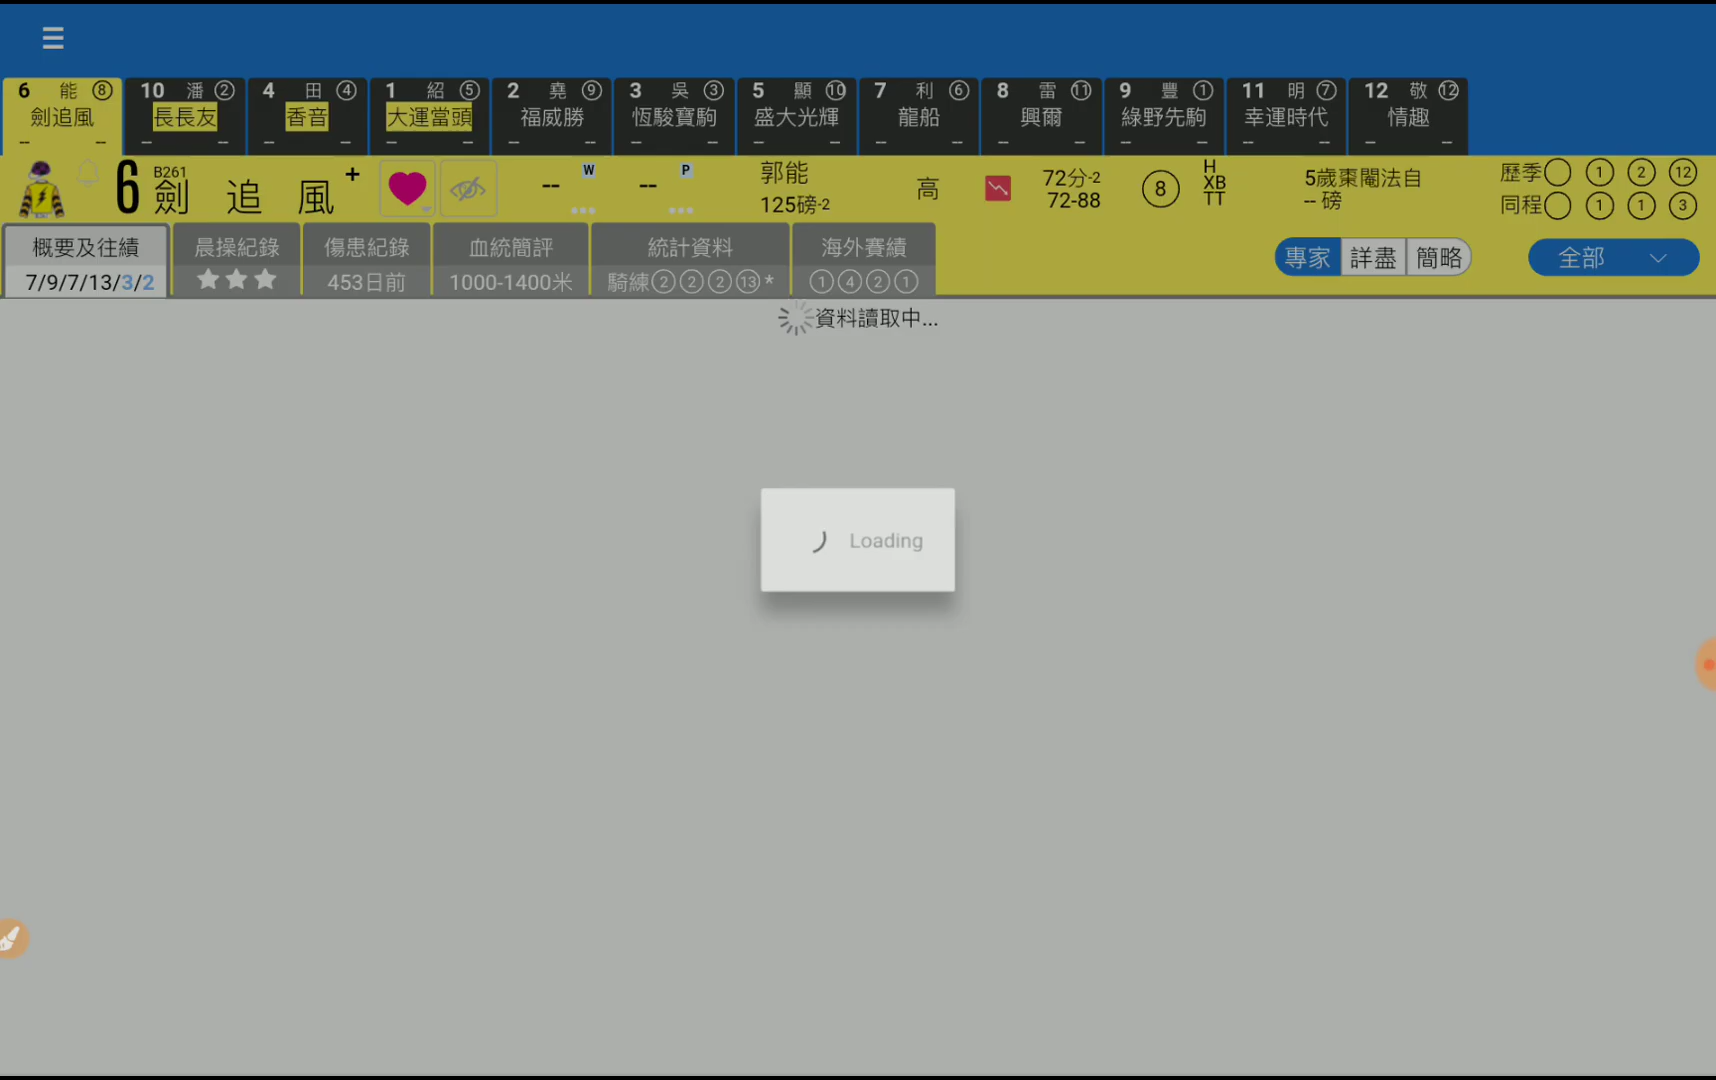 6 能 ⑧
劍追風
-- --
10 潘 ②
長長友
-- --
4 田 ④
香音
-- --
1 紹 ⑤
大運當頭
-- --
2 堯 ⑨
福威勝
-- --
3 吳 ③
恆駿寶駒
-- --
5 顯 ⑩
盛大光輝
-- --
7 利 ⑥
龍船
-- --
8 雷 ⑪
興爾
-- --
9 豐 ①
綠野先駒
-- --
11 明 ⑦
幸運時代
-- --
12 敬 ⑫
情趣
-- --
6
B261
劍追風 +
-- W
-- P
郭能
125磅-2
高
72分-2
72-88
⑧
H
XB
TT
5歲棗閹法自
-- 磅
歷季 ◯ ① ② ⑫
同程 ◯ ① ① ③
概要及往績
7/9/7/13/3/2
晨操紀錄
★★★
傷患紀錄
453日前
血統簡評
1000-1400米
統計資料
騎練②②②⑬*
海外賽績
①④②①
專家 詳盡 簡略
全部
資料讀取中...
Loading